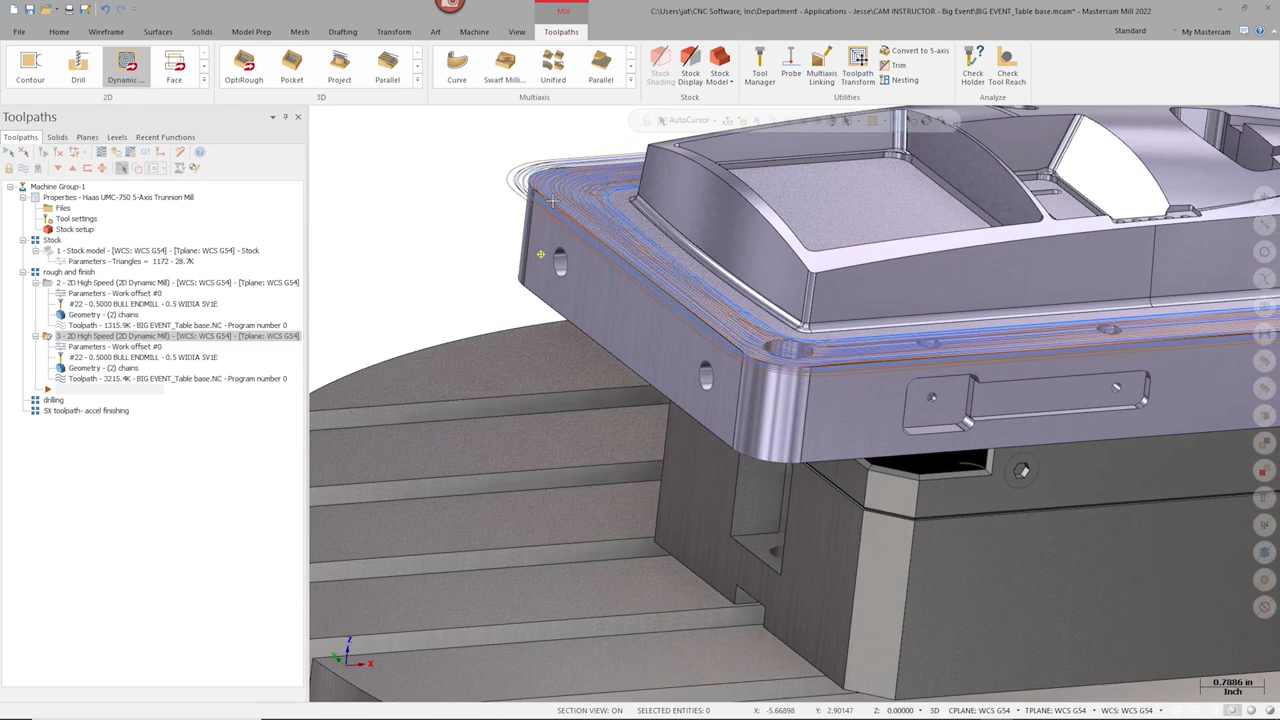 Mill
C:\Users\jat\CNC Software, Inc\Department - Applications - Jesse\CAM INSTRUCTOR - Big Event\BIG EVENT_Table base.mcam* - Mastercam Mill 2022
File Home Wireframe Surfaces Solids Model Prep Mesh Drafting Transform Art Machine View Toolpaths
Standard My Mastercam
Contour Drill Dynamic ... Face
OptiRough Pocket Project Parallel
Curve Swarf Milli... Unified Parallel
Stock Shading Stock Display Stock Model
Tool Manager Probe Multiaxis Linking Toolpath Transform
Convert to 5-axis
Trim
Nesting
Check Holder Check Tool Reach
2D 3D Multiaxis Stock Utilities Analyze
Toolpaths
AutoCursor
Toolpaths Solids Planes Levels Recent Functions
G1
Machine Group-1
Properties - Haas UMC-750 5-Axis Trunnion Mill
Files
Tool settings
Stock setup
Stock
1 - Stock model - [WCS: WCS G54] - [Tplane: WCS G54] - Stock
Parameters - Triangles = 1172 - 28.7K
rough and finish
2 - 2D High Speed (2D Dynamic Mill) - [WCS: WCS G54] - [Tplane: WCS G54]
Parameters - Work offset #0
#22 - 0.5000 BULL ENDMILL - 0.5 WIDIA 5V1E
Geometry - (2) chains
Toolpath - 1315.9K - BIG EVENT_Table base.NC - Program number 0
3 - 2D High Speed (2D Dynamic Mill) - [WCS: WCS G54] - [Tplane: WCS G54]
Parameters - Work offset #0
#22 - 0.5000 BULL ENDMILL - 0.5 WIDIA 5V1E
Geometry - (2) chains
Toolpath - 3215.4K - BIG EVENT_Table base.NC - Program number 0
drilling
5X toolpath- accel finishing
Z
Y
X
0.7886 in
Inch
SECTION VIEW: ON SELECTED ENTITIES: 0 X: -5.66898 Y: 2.90147 Z: 0.00000 3D CPLANE: WCS G54 TPLANE: WCS G54 WCS: WCS G54